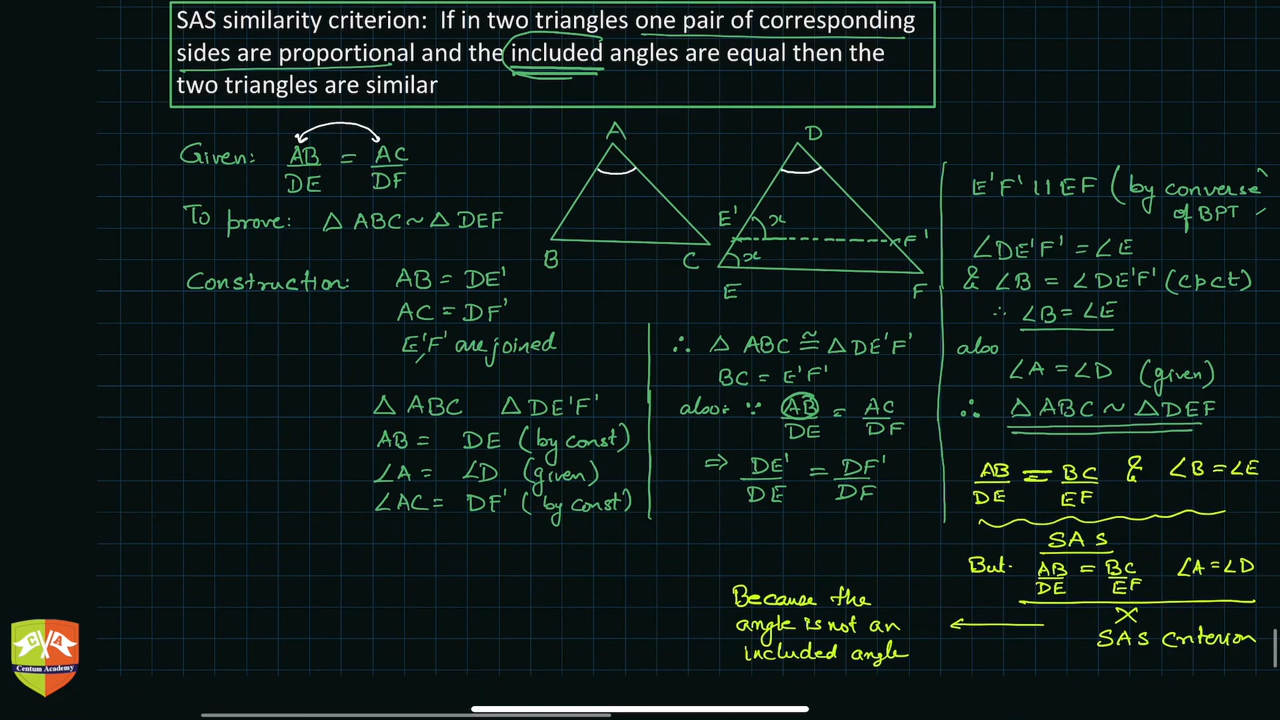 SAS similarity criterion: If in two triangles one pair of corresponding
sides are proportional and the included angles are equal then the
two triangles are similar
Given: AB/DE = AC/DF
To prove: △ ABC ~ △ DEF
Construction: AB = DE'
AC = DF'
E'F' are joined
△ ABC △ DE'F'
AB = DE (by const)
∠A = ∠D (given)
∠AC = DF' (by const)
A
B
C
D
E'
x
F'
x
E
F
∴ △ ABC ≅ △ DE'F'
BC = E'F'
also ∵ AB/DE = AC/DF
⇒ DE'/DE = DF'/DF
E'F' || EF (by converse
of BPT
∠DE'F' = ∠E
& ∠B = ∠DE'F' (cpct)
∴ ∠B = ∠E
also
∠A = ∠D (given)
∴ △ ABC ~ △ DEF
AB/DE = BC/EF & ∠B = ∠E
SAS
But. AB/DE = BC/EF ∠A = ∠D
X
SAS Criterion
Because the
angle is not an
included angle
C A
Centum Academy